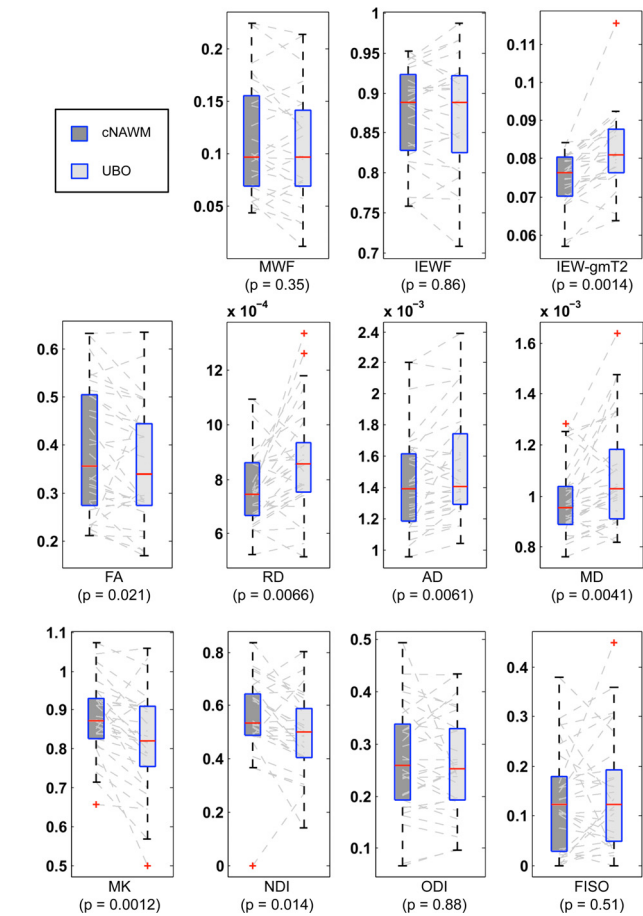 cNAWM
UBO
0.2
0.15
0.1
0.05
MWF
(p = 0.35)
1
0.95
0.9
0.85
0.8
0.75
0.7
IEWF
(p = 0.86)
0.11
0.1
0.09
0.08
0.07
0.06
IEW-gmT2
(p = 0.0014)
0.6
0.5
0.4
0.3
0.2
FA
(p = 0.021)
x 10⁻⁴
12
10
8
6
RD
(p = 0.0066)
x 10⁻³
2.4
2.2
2
1.8
1.6
1.4
1.2
1
AD
(p = 0.0061)
x 10⁻³
1.6
1.4
1.2
1
0.8
MD
(p = 0.0041)
1.1
1
0.9
0.8
0.7
0.6
0.5
MK
(p = 0.0012)
0.8
0.6
0.4
0.2
0
NDI
(p = 0.014)
0.5
0.4
0.3
0.2
0.1
ODI
(p = 0.88)
0.4
0.3
0.2
0.1
0
FISO
(p = 0.51)